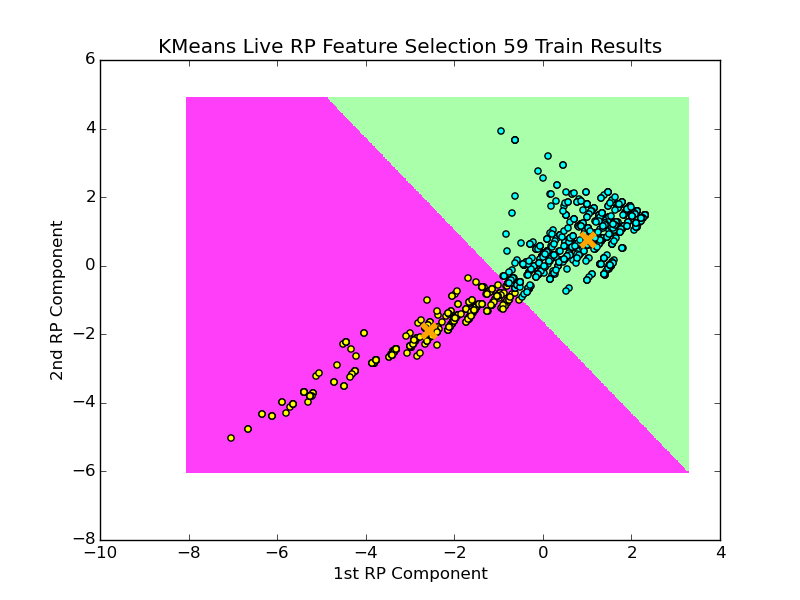 KMeans Live RP Feature Selection 59 Train Results
6
4
2
0
−2
−4
−6
−8
2nd RP Component
−10 −8 −6 −4 −2 0 2 4
1st RP Component